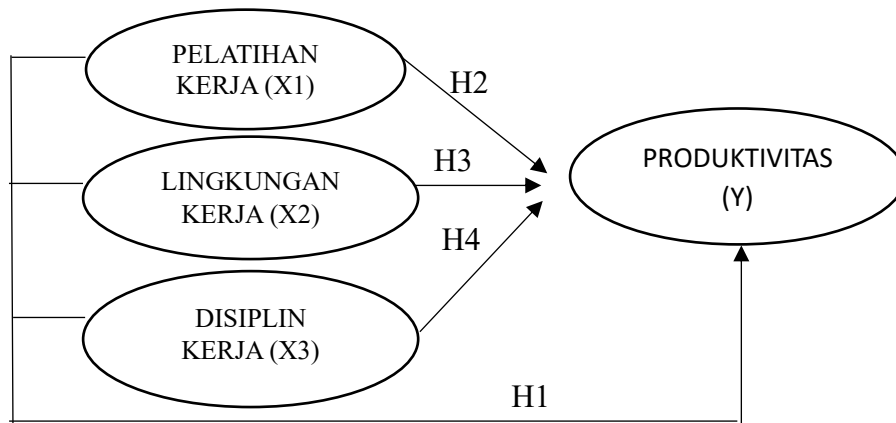 PELATIHAN
KERJA (X1)
H2
LINGKUNGAN
KERJA (X2)
H3
PRODUKTIVITAS
(Y)
H4
DISIPLIN
KERJA (X3)
H1